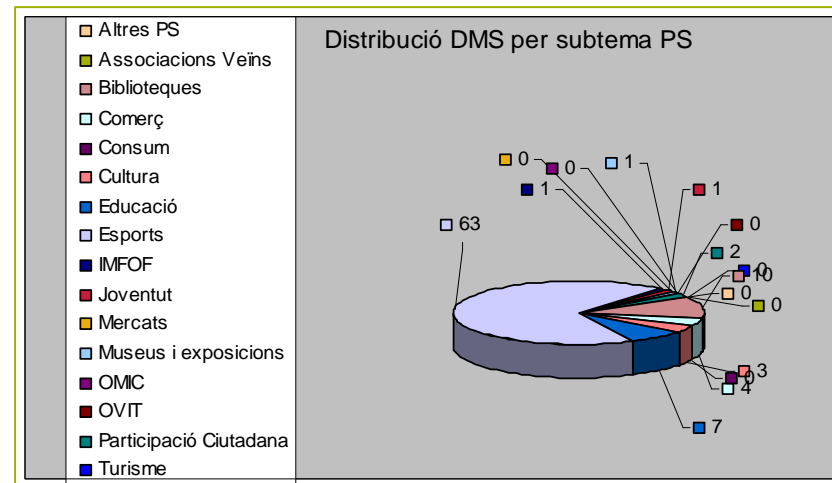 Distribució DMS per subtema PS
Altres PS
Associacions Veïns
Biblioteques
Comerç
Consum
Cultura
Educació
Esports
IMFOF
Joventut
Mercats
Museus i exposicions
OMIC
OVIT
Participació Ciutadana
Turisme
0
0
1
1
1
63
0
2
0
10
0
0
3
0
4
7